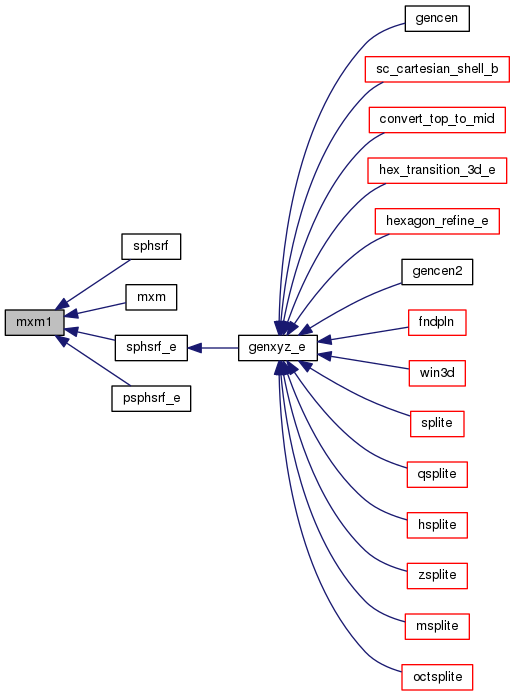 gencen
sc_cartesian_shell_b
convert_top_to_mid
hex_transition_3d_e
hexagon_refine_e
sphsrf
gencen2
mxm
mxm1
fndpln
sphsrf_e
genxyz_e
win3d
psphsrf_e
splite
qsplite
hsplite
zsplite
msplite
octsplite